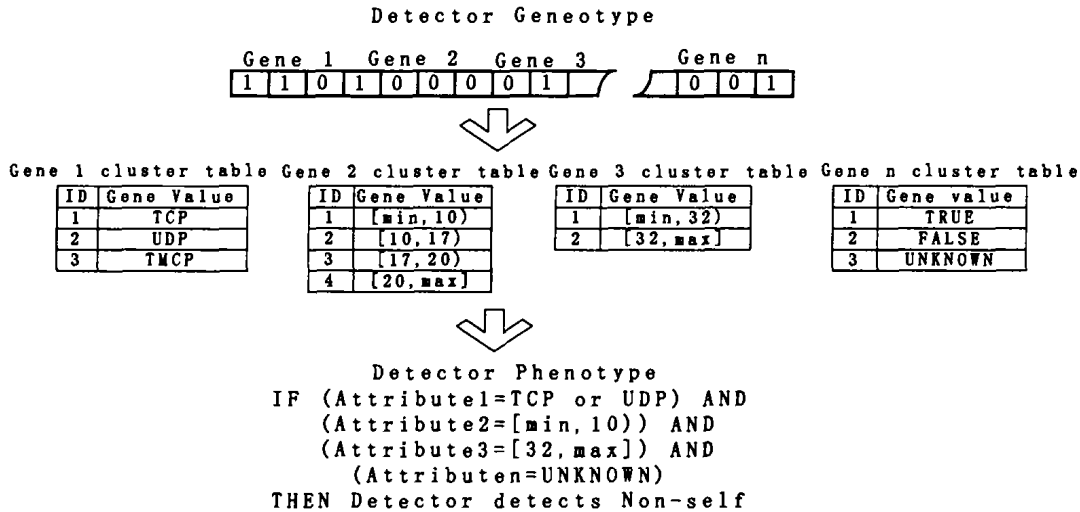 Detector Geneotype
Gene 1 Gene 2 Gene 3 Gene n
1 1 0 1 0 0 0 0 1 0 0 1
Gene 1 cluster table Gene 2 cluster table Gene 3 cluster table Gene n cluster table
ID Gene Value ID Gene Value ID Gene Value ID Gene value
1 TCP 1 [min,10) 1 [min,32) 1 TRUE
2 UDP 2 [10,17) 2 [32,max] 2 FALSE
3 TMCP 3 [17,20) 3 UNKNOWN
4 [20,max]
Detector Phenotype
IF (Attribute1=TCP or UDP) AND
(Attribute2=[min,10)) AND
(Attribute3=[32,max]) AND
(Attributen=UNKNOWN)
THEN Detector detects Non-self